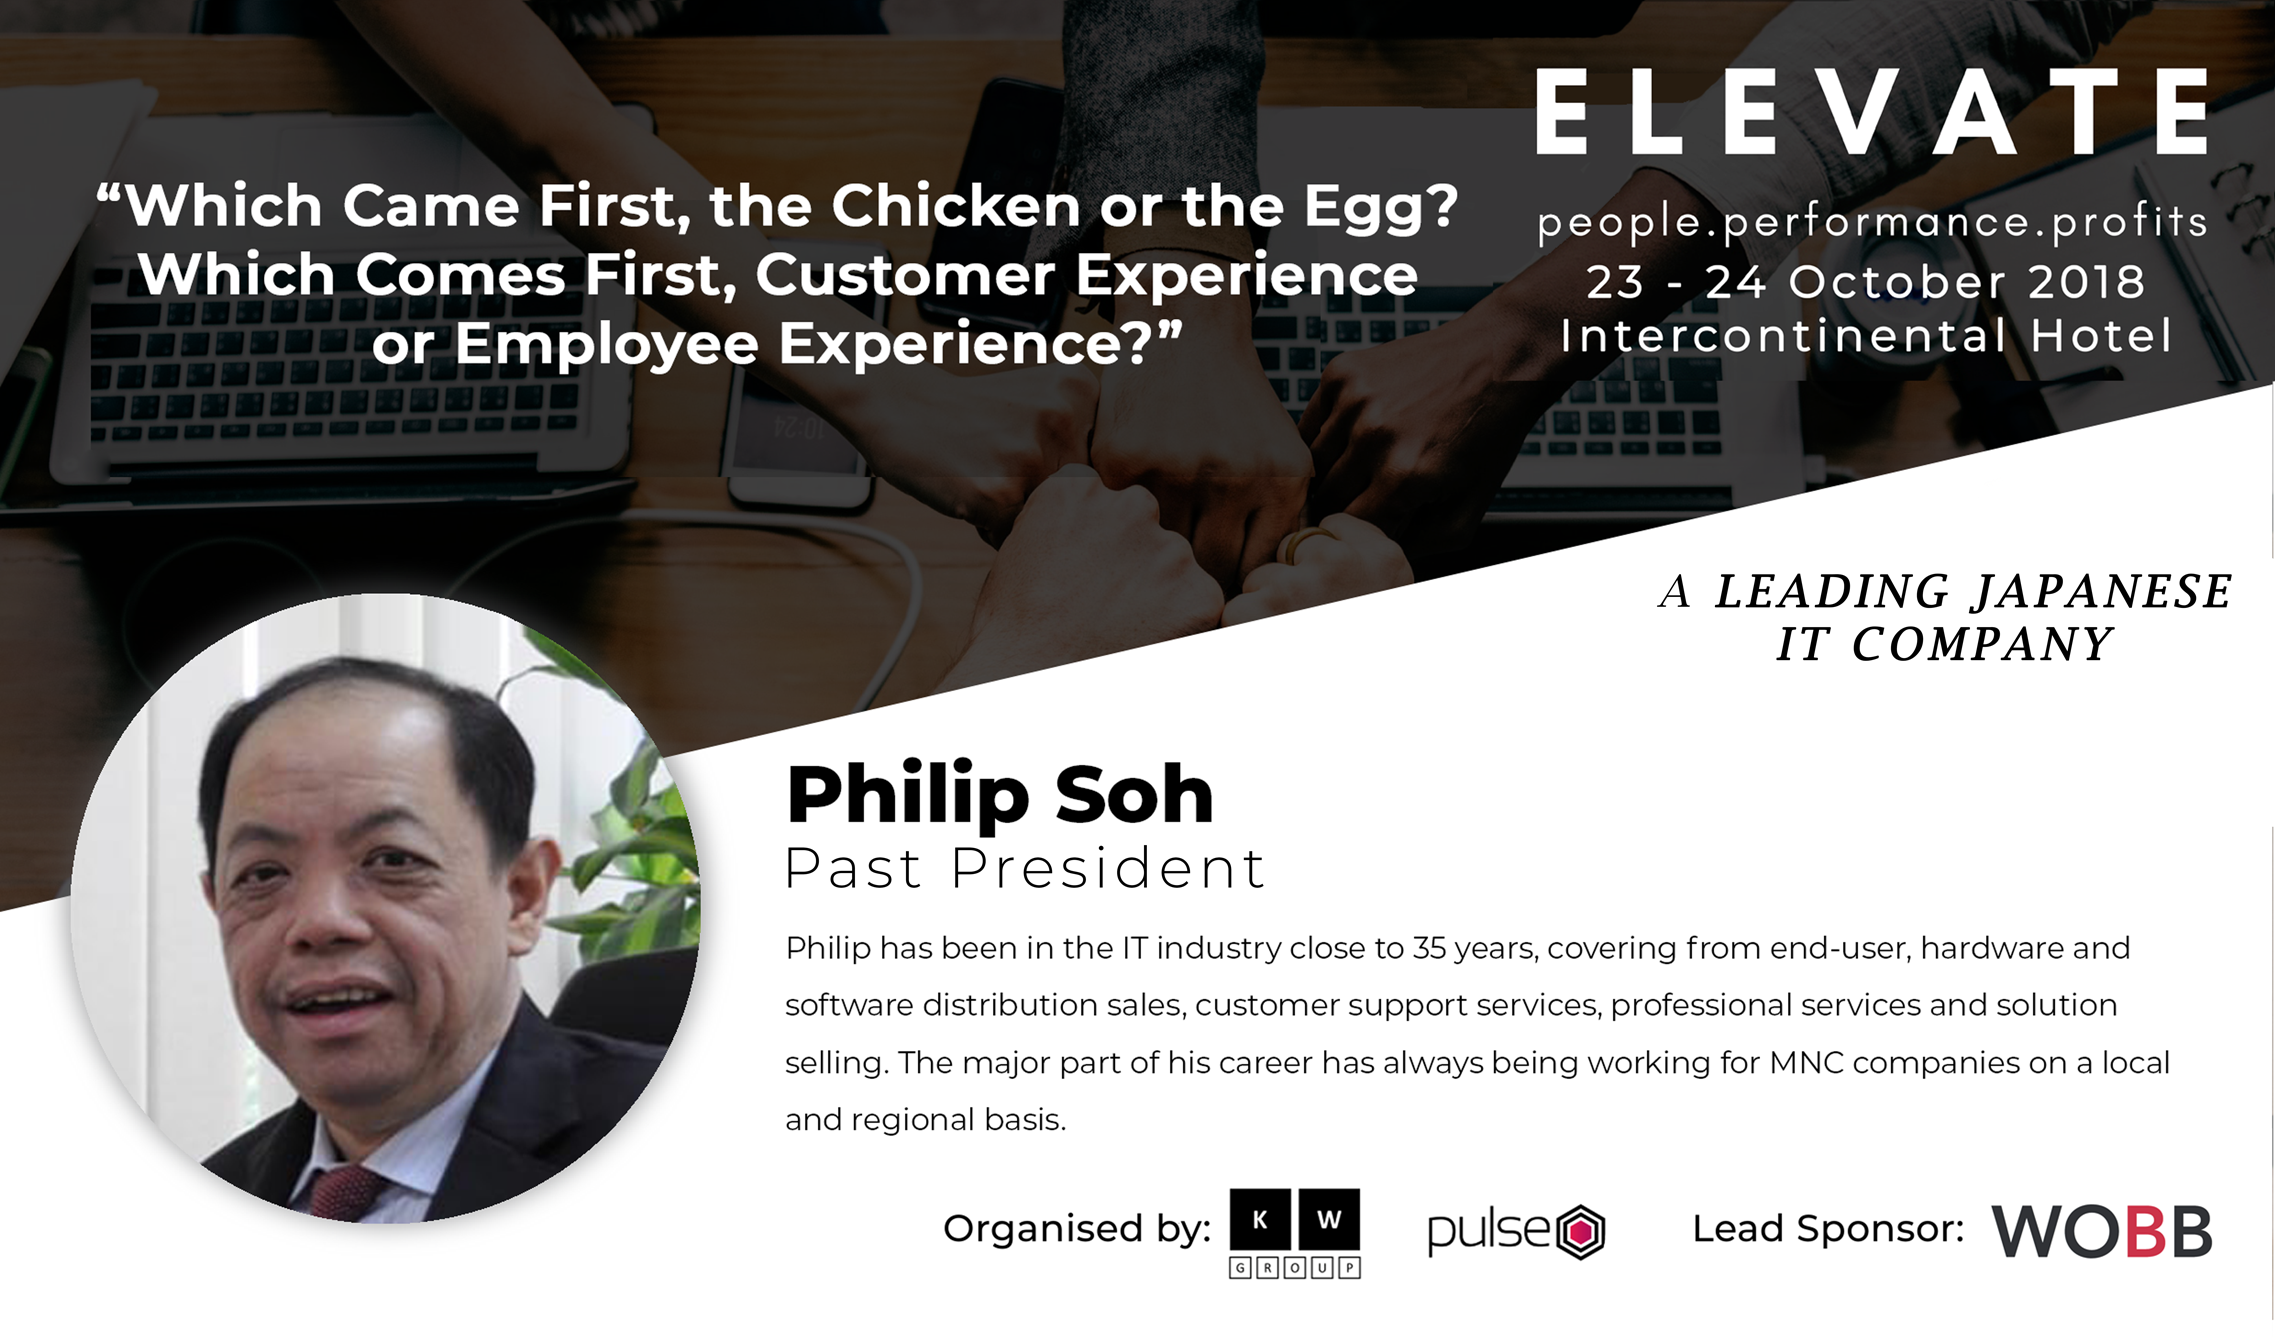 “Which Came First, the Chicken or the Egg?
Which Comes First, Customer Experience
or Employee Experience?”
ELEVATE
people.performance.profits
23 - 24 October 2018
Intercontinental Hotel
10:24
A LEADING JAPANESE
IT COMPANY
Philip Soh
Past President
Philip has been in the IT industry close to 35 years, covering from end-user, hardware and
software distribution sales, customer support services, professional services and solution
selling. The major part of his career has always being working for MNC companies on a local
and regional basis.
Organised by:
K W
GROUP
pulse
Lead Sponsor:
WOBB